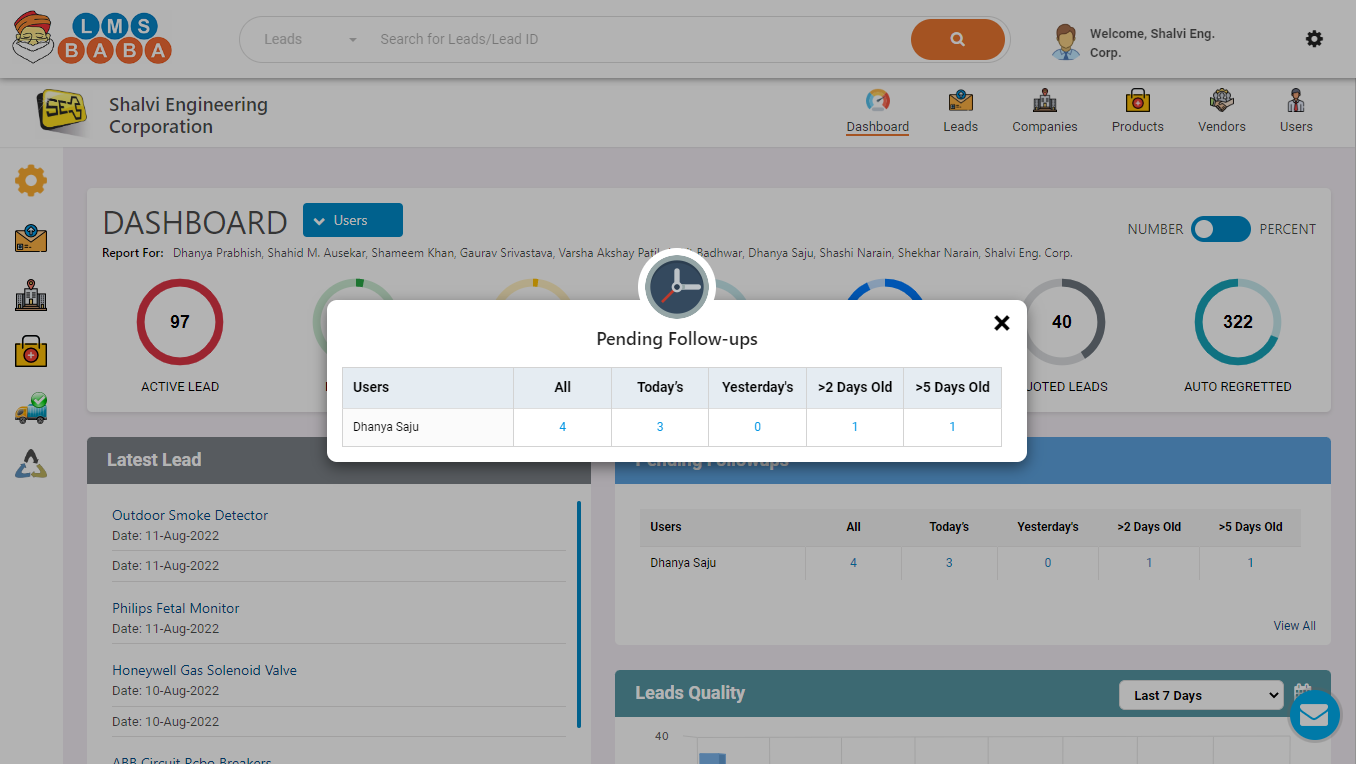 LMS
BABA
Leads
Search for Leads/Lead ID
Welcome, Shalvi Eng.
Corp.
SEC
Shalvi Engineering
Corporation
Dashboard
Leads
Companies
Products
Vendors
Users
DASHBOARD
Users
NUMBER
PERCENT
Report For: Dhanya Prabhish, Shahid M. Ausekar, Shameem Khan, Gaurav Srivastava, Varsha Akshay Patil, Badhwar, Dhanya Saju, Shashi Narain, Shekhar Narain, Shalvi Eng. Corp.
97
40
322
ACTIVE LEAD
UOTED LEADS
AUTO REGRETTED
Pending Follow-ups
Users All Today's Yesterday's >2 Days Old >5 Days Old
Dhanya Saju 4 3 0 1 1
Latest Lead
Outdoor Smoke Detector
Date: 11-Aug-2022
Date: 11-Aug-2022
Philips Fetal Monitor
Date: 11-Aug-2022
Honeywell Gas Solenoid Valve
Date: 10-Aug-2022
Date: 10-Aug-2022
ABB Circuit Rcbo Breakers
Pending Followups
Users All Today's Yesterday's >2 Days Old >5 Days Old
Dhanya Saju 4 3 0 1 1
View All
Leads Quality
Last 7 Days
40